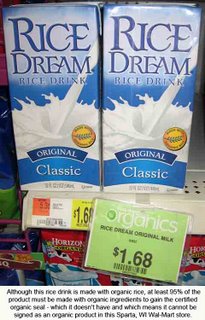 RICE
DREAM
RICE DRINK
ORIGINAL
Classic
RICE
DREAM
RICE DRINK
ORIGINAL
Classic
organics
RICE DREAM ORIGINAL MILK
$1.68
HORIZON
Although this rice drink is made with organic rice, at least 95% of the
product must be made with organic ingredients to gain the certified
organic seal - which it doesn't have and which means it cannot be
signed as an organic product in this Sparta, WI Wal-Mart store.